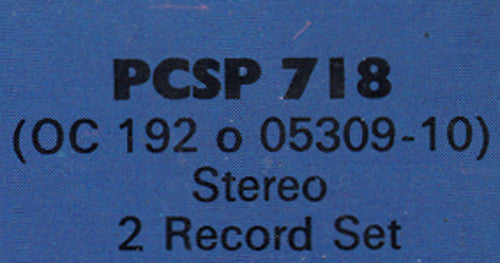 PCSP 718
(OC 192 o 05309-10)
Stereo
2 Record Set